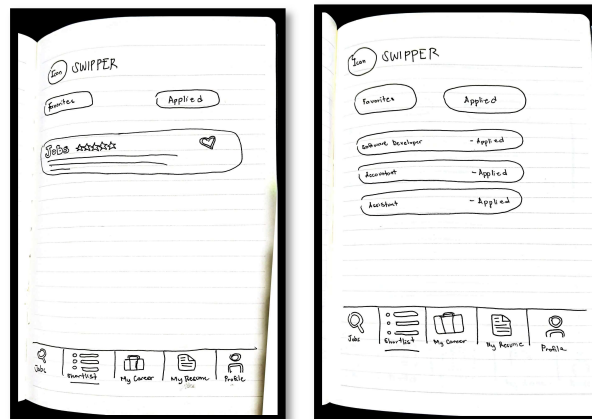 Icon SWIPPER
Favorites Applied
Jobs
Jobs Shortlist My Career My Resume Profile
Icon SWIPPER
Favorites Applied
Software Developer - Applied
Accountant - Applied
Assistant - Applied
Jobs Shortlist My Career My Resume Profile